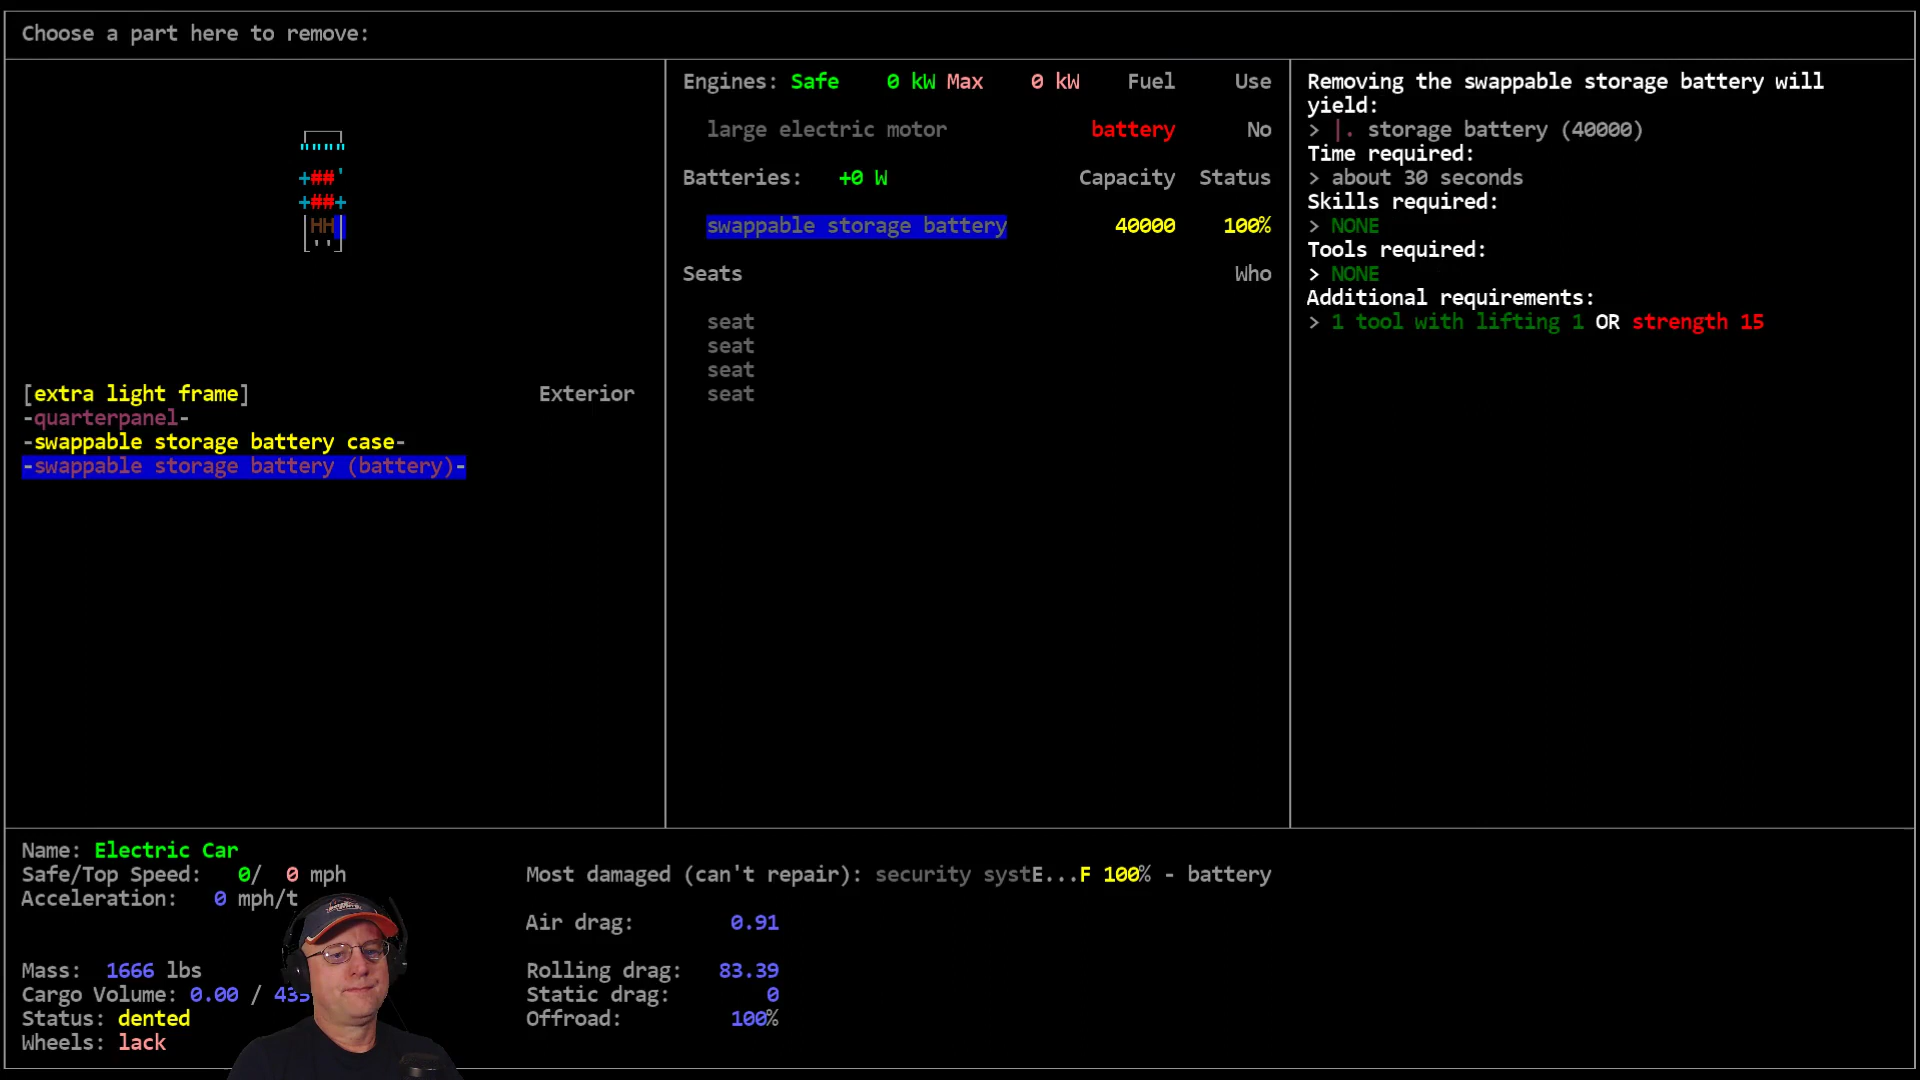 Choose a part here to remove:
Engines: Safe 0 kW Max 0 kW Fuel Use
large electric motor battery No
Batteries: +0 W Capacity Status
swappable storage battery 40000 100%
Seats Who
seat
seat
seat
seat
Removing the swappable storage battery will
yield:
> |. storage battery (40000)
Time required:
> about 30 seconds
Skills required:
> NONE
Tools required:
> NONE
Additional requirements:
> 1 tool with lifting 1 OR strength 15
+##'
+##+
HH
[extra light frame] Exterior
-quarterpanel-
-swappable storage battery case-
-swappable storage battery (battery)-
Name: Electric Car
Safe/Top Speed: 0/ 0 mph
Acceleration: 0 mph/t
Mass: 1666 lbs
Cargo Volume: 0.00 / 435
Status: dented
Wheels: lack
Most damaged (can't repair): security systE...F 100% - battery
Air drag: 0.91
Rolling drag: 83.39
Static drag: 0
Offroad: 100%